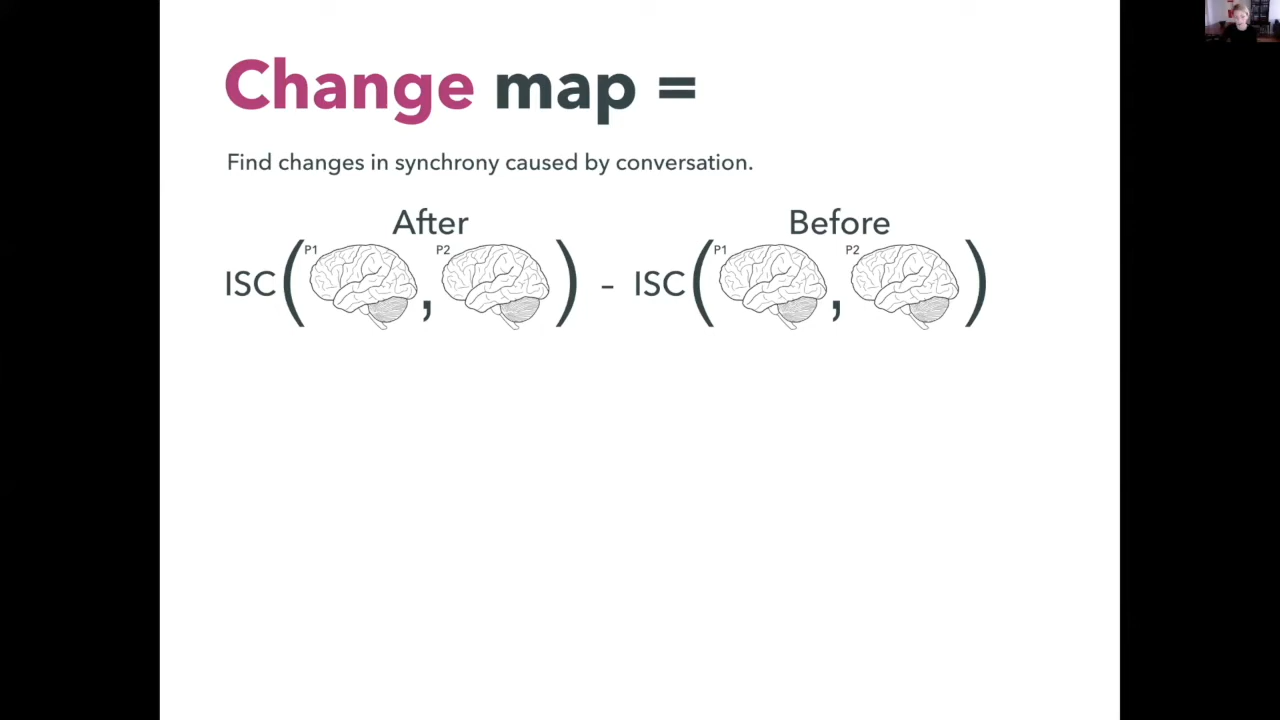 Change map =
Find changes in synchrony caused by conversation.
After Before
P1 P2 P1 P2
ISC ( , ) - ISC ( , )